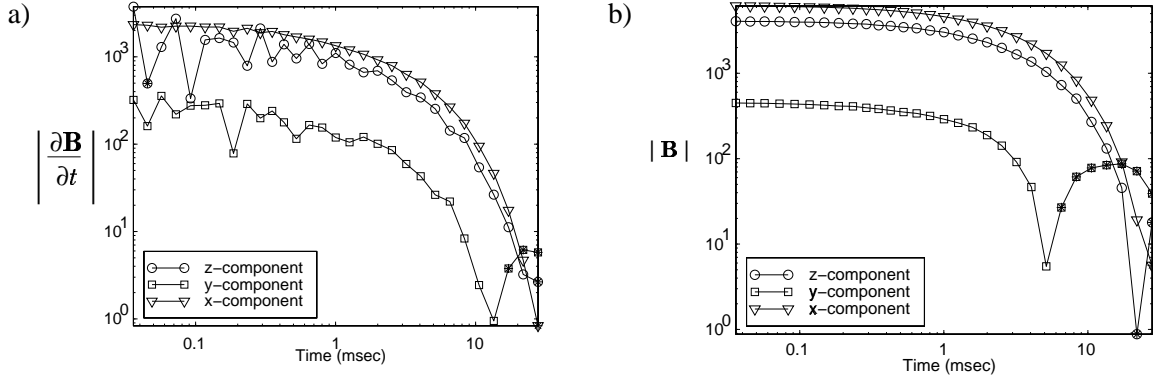 a)
| ∂B / ∂t |
10^3
10^2
10^1
10^0
z-component
y-component
x-component
0.1
1
10
Time (msec)
b)
| B |
10^3
10^2
10^1
10^0
z-component
y-component
x-component
0.1
1
10
Time (msec)